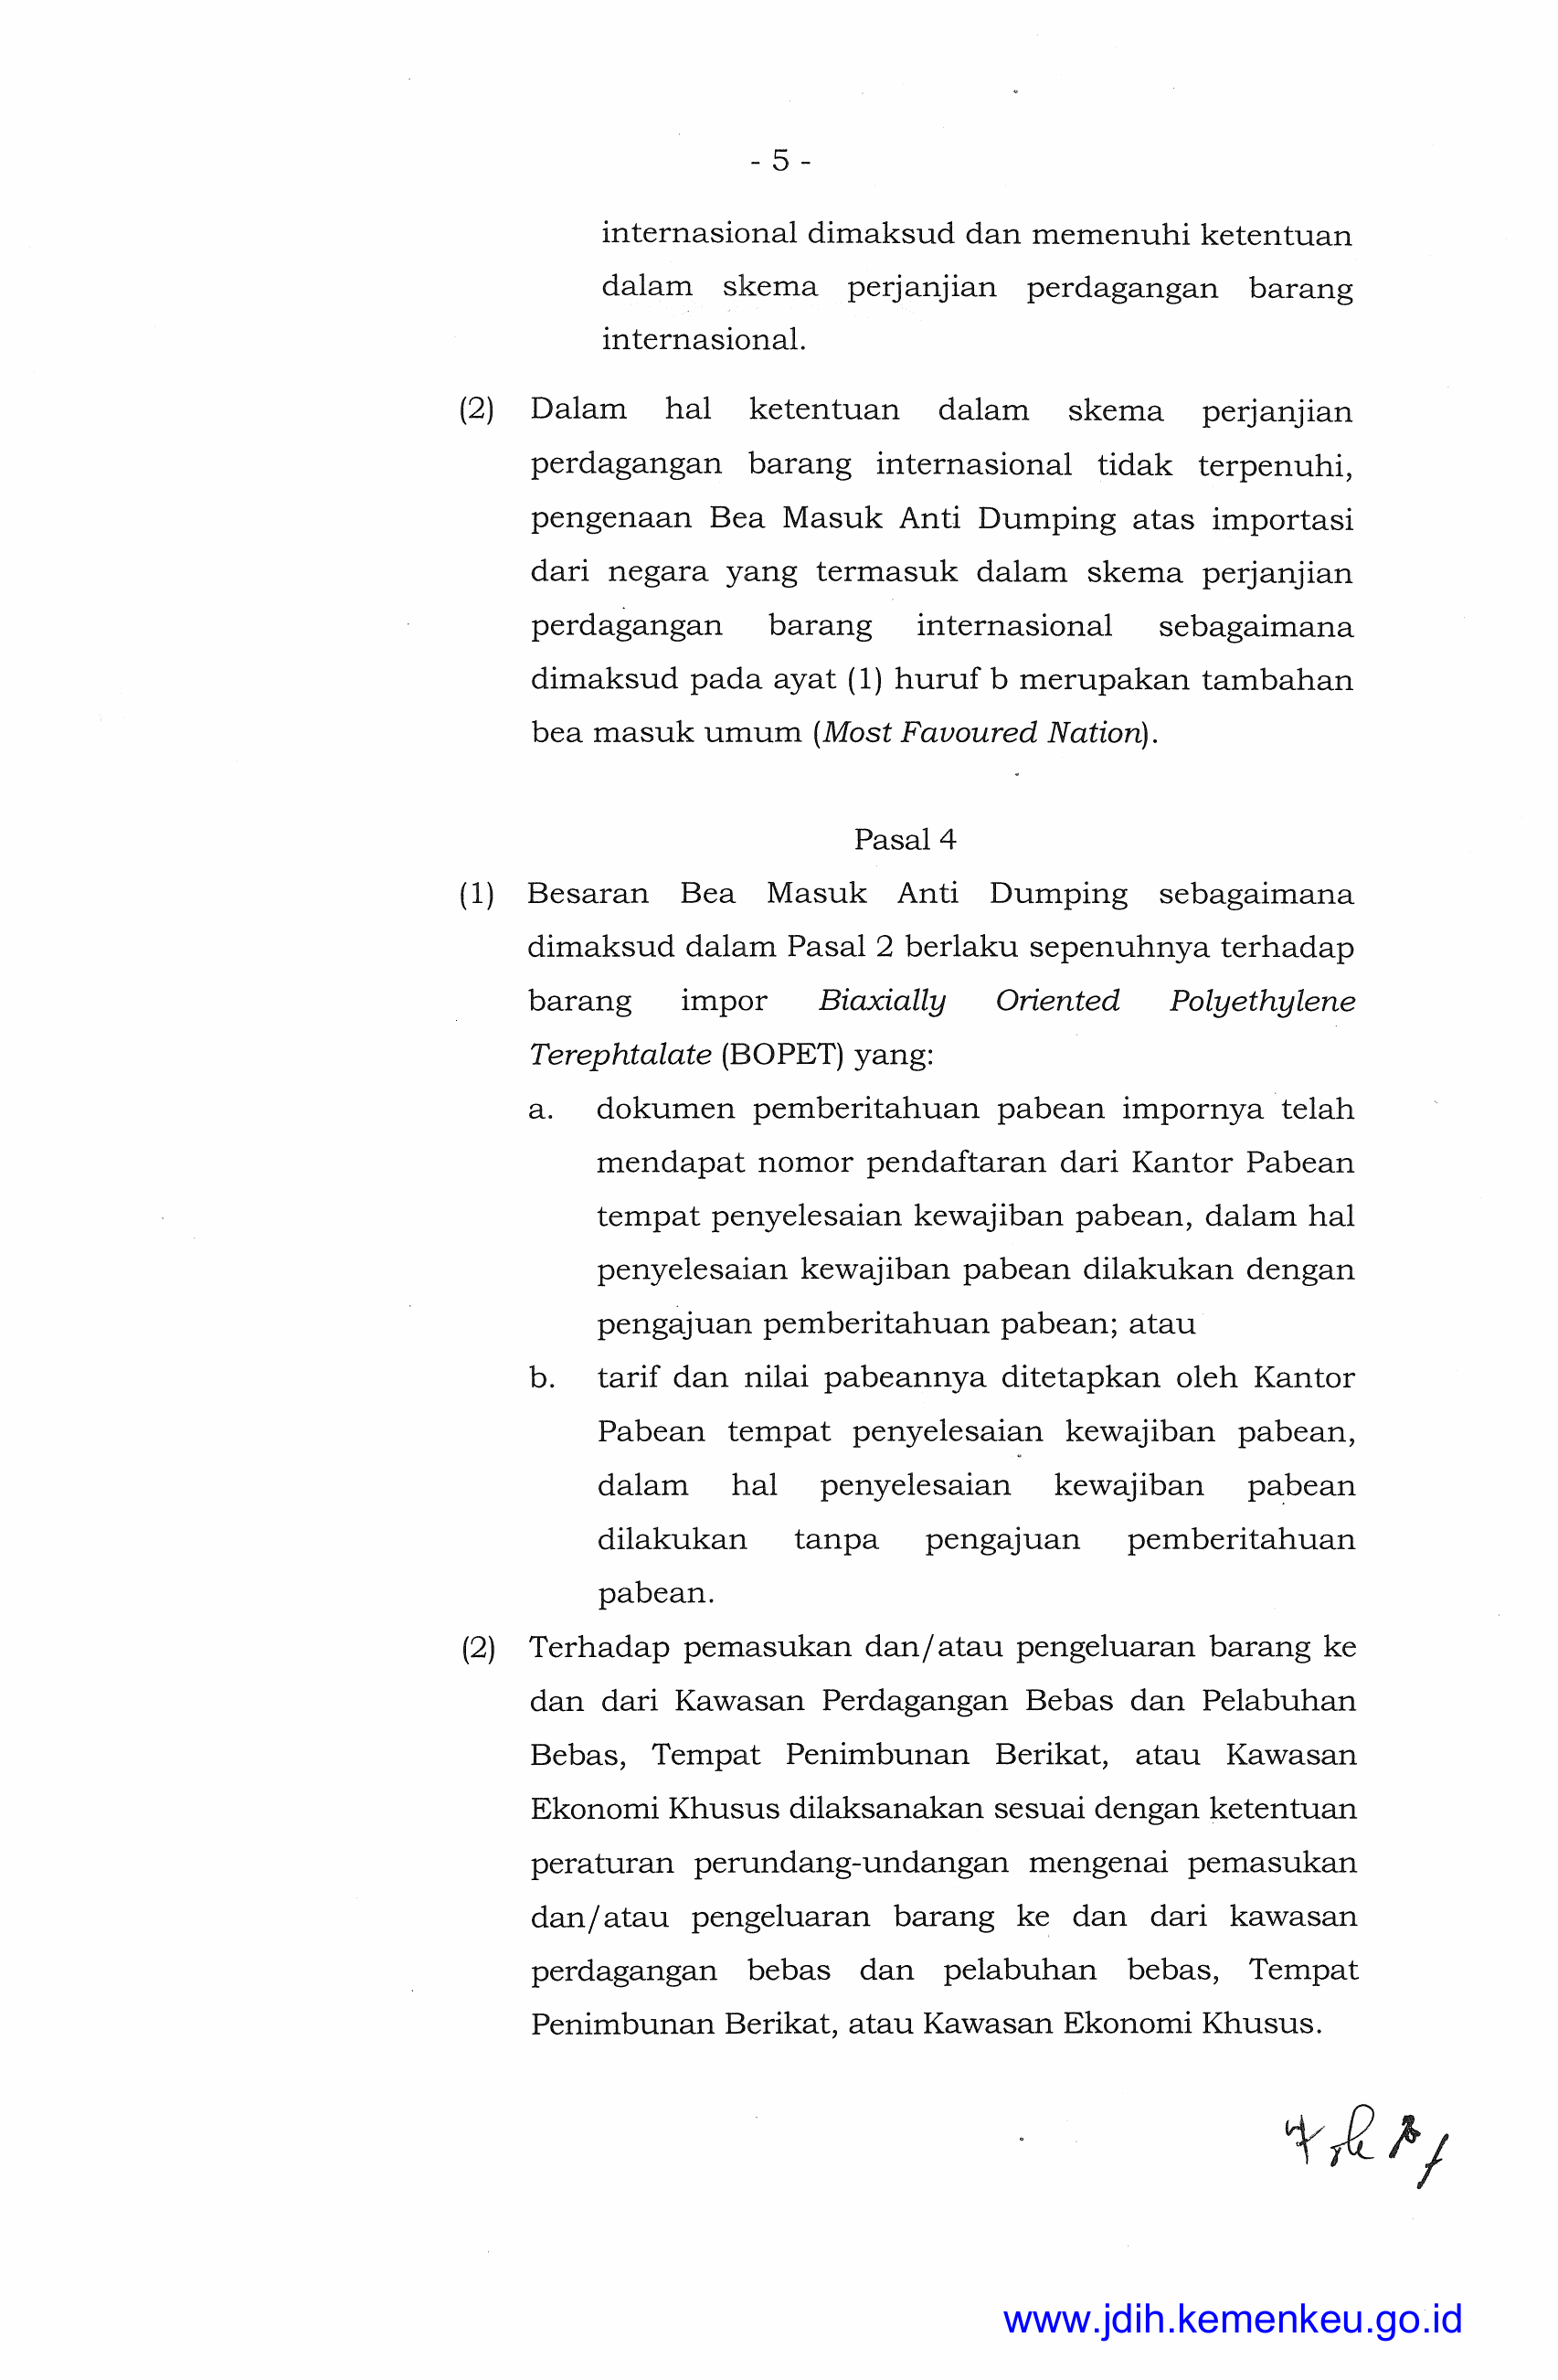 - 5 -
internasional dimaksud dan memenuhi ketentuan
dalam skema perjanjian perdagangan barang
internasional.
(2) Dalam hal ketentuan dalam skema perjanjian
perdagangan barang internasional tidak terpenuhi,
pengenaan Bea Masuk Anti Dumping atas importasi
dari negara yang termasuk dalam skema perjanjian
perdagangan barang internasional sebagaimana
dimaksud pada ayat (1) huruf b merupakan tambahan
bea masuk umum (Most Favoured Nation).
Pasal 4
(1) Besaran Bea Masuk Anti Dumping sebagaimana
dimaksud dalam Pasal 2 berlaku sepenuhnya terhadap
barang impor Biaxially Oriented Polyethylene
Terephtalate (BOPET) yang:
a. dokumen pemberitahuan pabean impornya telah
mendapat nomor pendaftaran dari Kantor Pabean
tempat penyelesaian kewajiban pabean, dalam hal
penyelesaian kewajiban pabean dilakukan dengan
pengajuan pemberitahuan pabean; atau
b. tarif dan nilai pabeannya ditetapkan oleh Kantor
Pabean tempat penyelesaian kewajiban pabean,
dalam hal penyelesaian kewajiban pabean
dilakukan tanpa pengajuan pemberitahuan
pabean.
(2) Terhadap pemasukan dan/atau pengeluaran barang ke
dan dari Kawasan Perdagangan Bebas dan Pelabuhan
Bebas, Tempat Penimbunan Berikat, atau Kawasan
Ekonomi Khusus dilaksanakan sesuai dengan ketentuan
peraturan perundang-undangan mengenai pemasukan
dan/atau pengeluaran barang ke dan dari kawasan
perdagangan bebas dan pelabuhan bebas, Tempat
Penimbunan Berikat, atau Kawasan Ekonomi Khusus.
www.jdih.kemenkeu.go.id